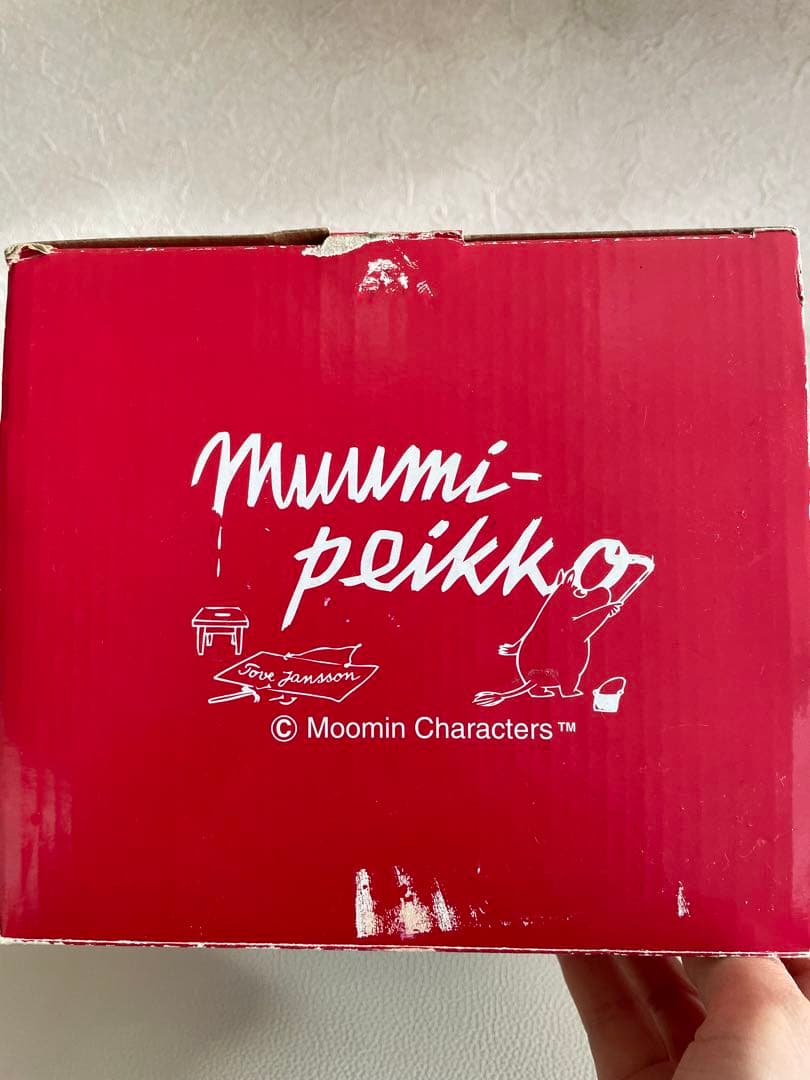 Muumi-
peikko
Tove Jansson
© Moomin Characters™